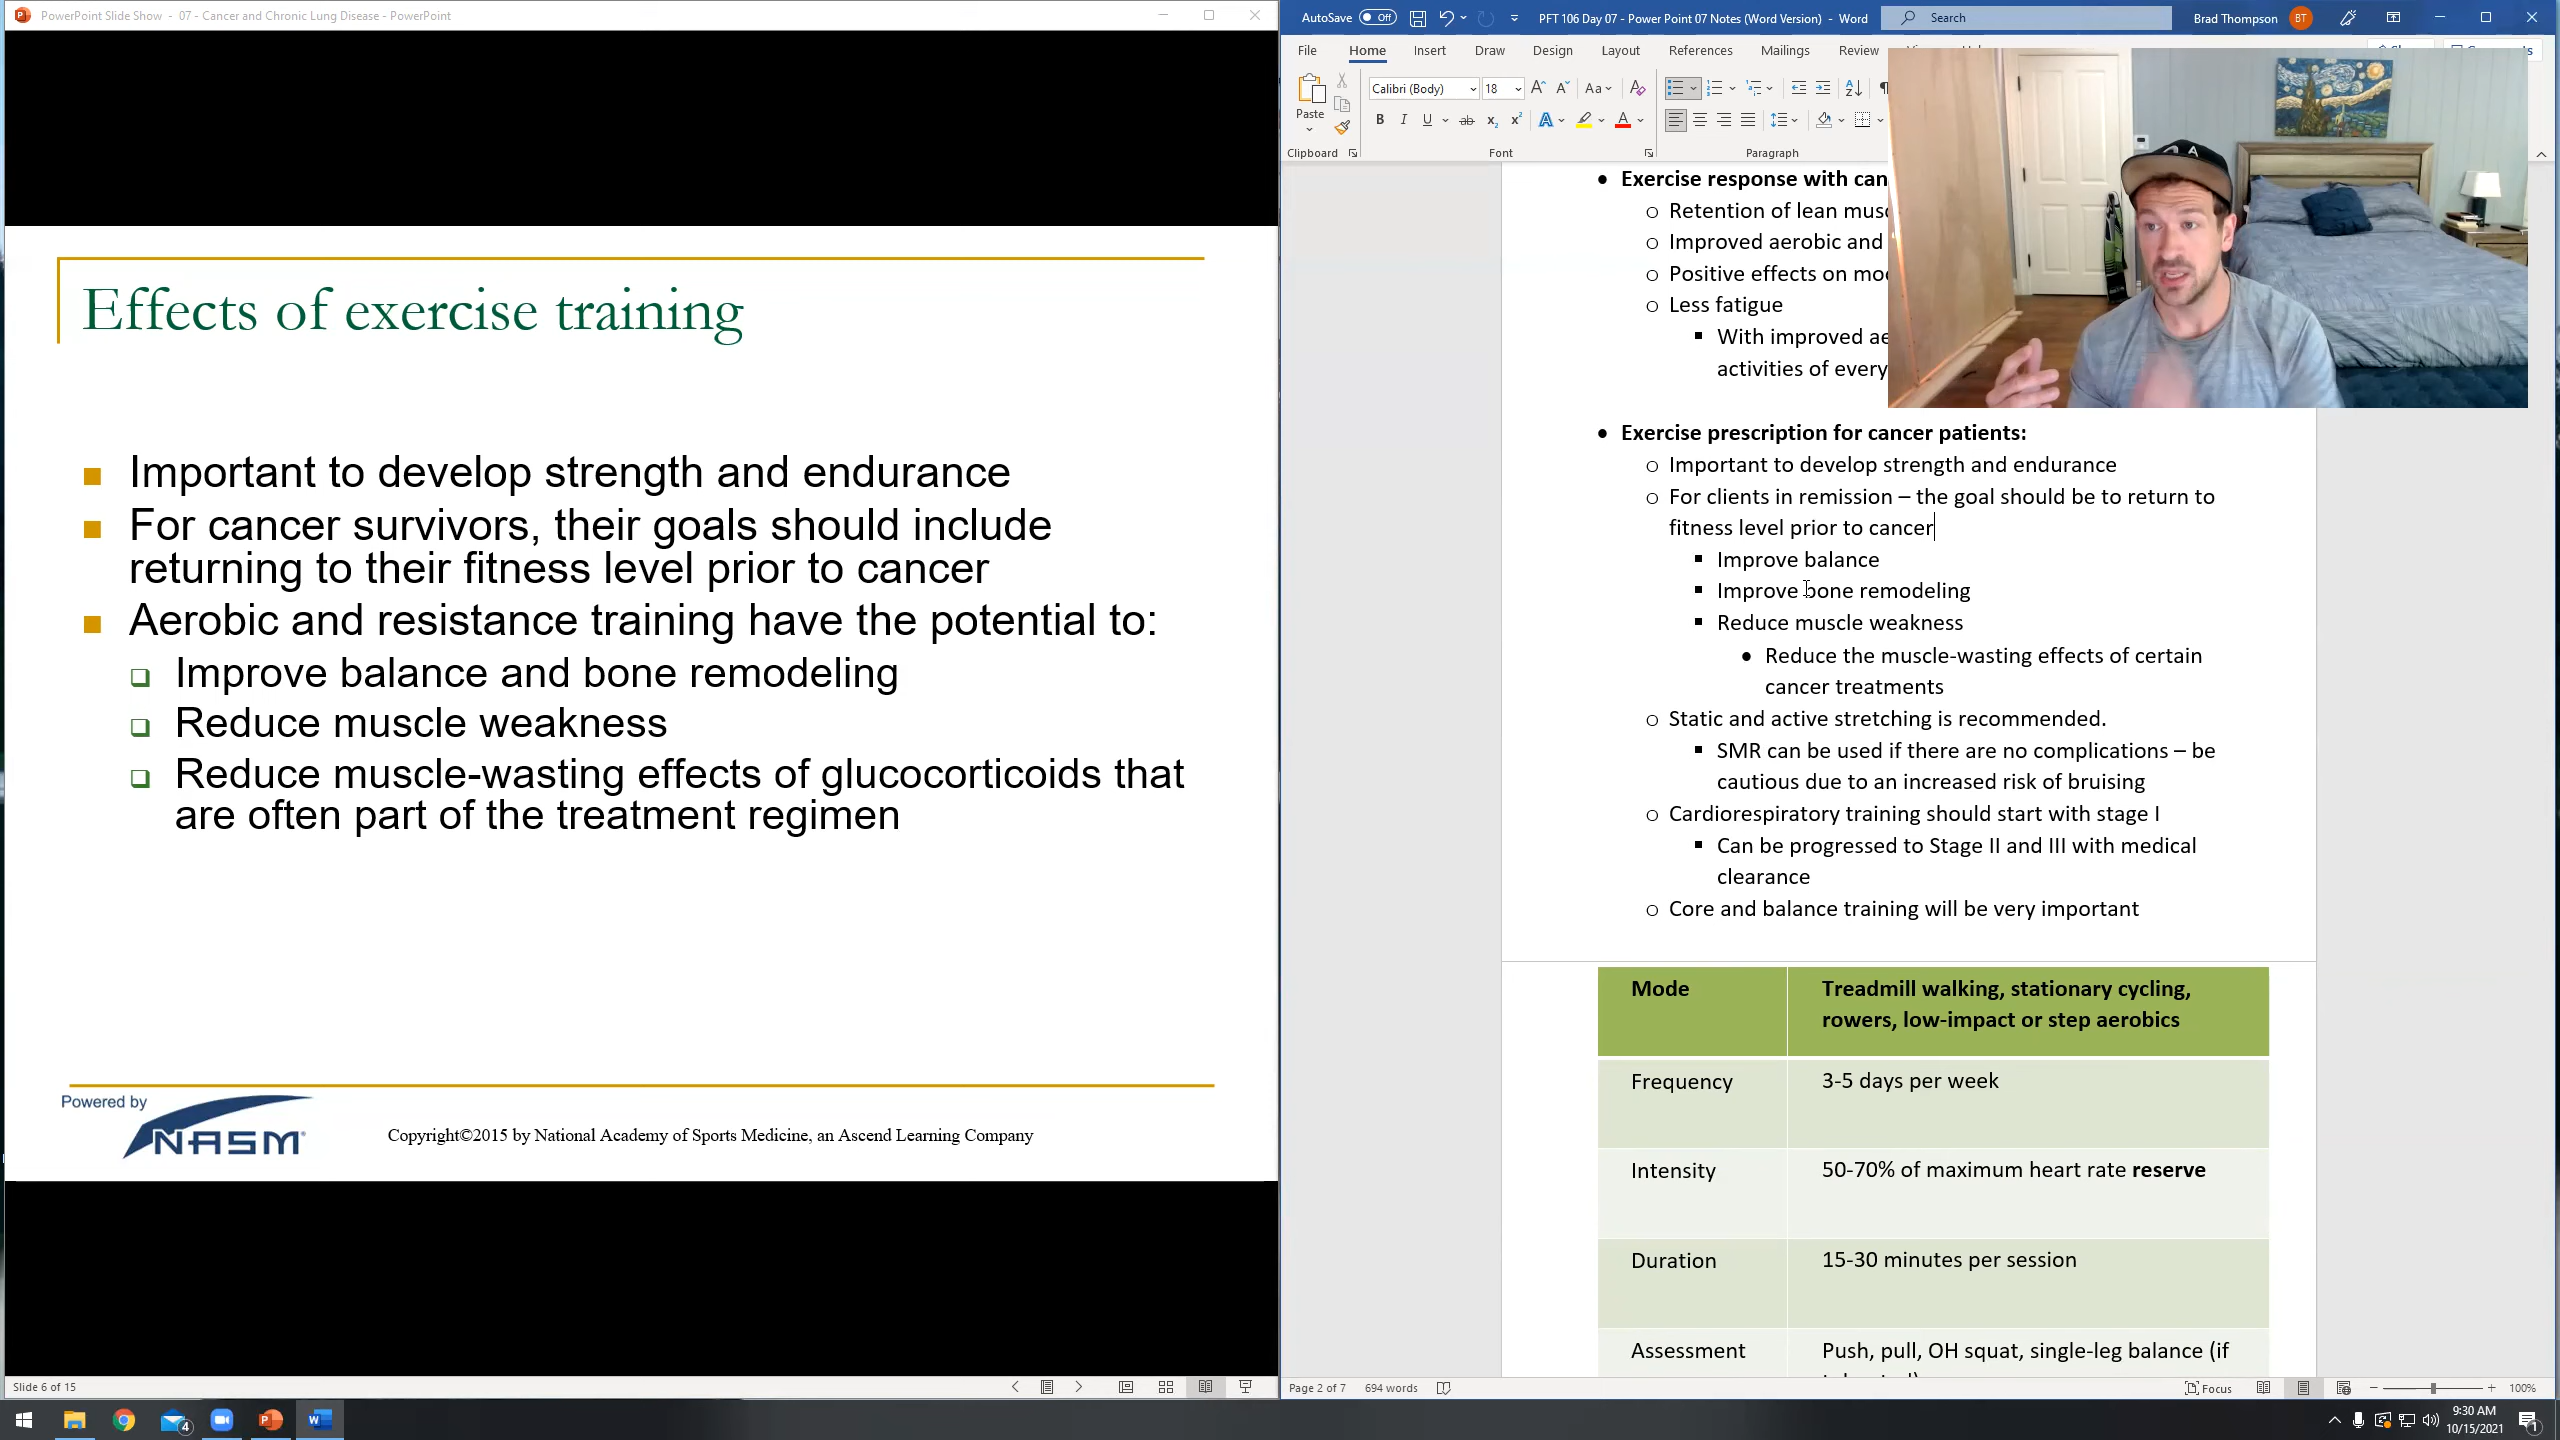 PowerPoint Slide Show - 07 - Cancer and Chronic Lung Disease - PowerPoint
Effects of exercise training
Important to develop strength and endurance
For cancer survivors, their goals should include
returning to their fitness level prior to cancer
Aerobic and resistance training have the potential to:
Improve balance and bone remodeling
Reduce muscle weakness
Reduce muscle-wasting effects of glucocorticoids that
are often part of the treatment regimen
Powered by
NASM
Copyright©2015 by National Academy of Sports Medicine, an Ascend Learning Company
Slide 6 of 15
AutoSave Off
PFT 106 Day 07 - Power Point 07 Notes (Word Version) - Word
Search
Brad Thompson BT
File Home Insert Draw Design Layout References Mailings Review
Paste
Calibri (Body) 18
Clipboard Font Paragraph
Exercise response with can
Retention of lean musc
Improved aerobic and
Positive effects on moo
Less fatigue
With improved ae
activities of every
Exercise prescription for cancer patients:
Important to develop strength and endurance
For clients in remission – the goal should be to return to
fitness level prior to cancer
Improve balance
Improve bone remodeling
Reduce muscle weakness
Reduce the muscle-wasting effects of certain
cancer treatments
Static and active stretching is recommended.
SMR can be used if there are no complications – be
cautious due to an increased risk of bruising
Cardiorespiratory training should start with stage I
Can be progressed to Stage II and III with medical
clearance
Core and balance training will be very important
Mode Treadmill walking, stationary cycling,
rowers, low-impact or step aerobics
Frequency 3-5 days per week
Intensity 50-70% of maximum heart rate reserve
Duration 15-30 minutes per session
Assessment Push, pull, OH squat, single-leg balance (if
Page 2 of 7 694 words
Focus
100%
4
9:30 AM
10/15/2021
1